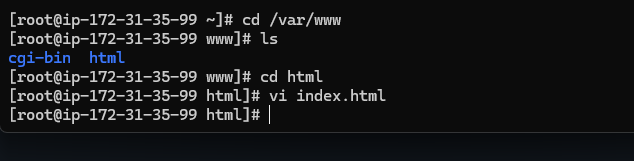 [root@ip-172-31-35-99 ~]# cd /var/www
[root@ip-172-31-35-99 www]# ls
cgi-bin  html
[root@ip-172-31-35-99 www]# cd html
[root@ip-172-31-35-99 html]# vi index.html
[root@ip-172-31-35-99 html]#